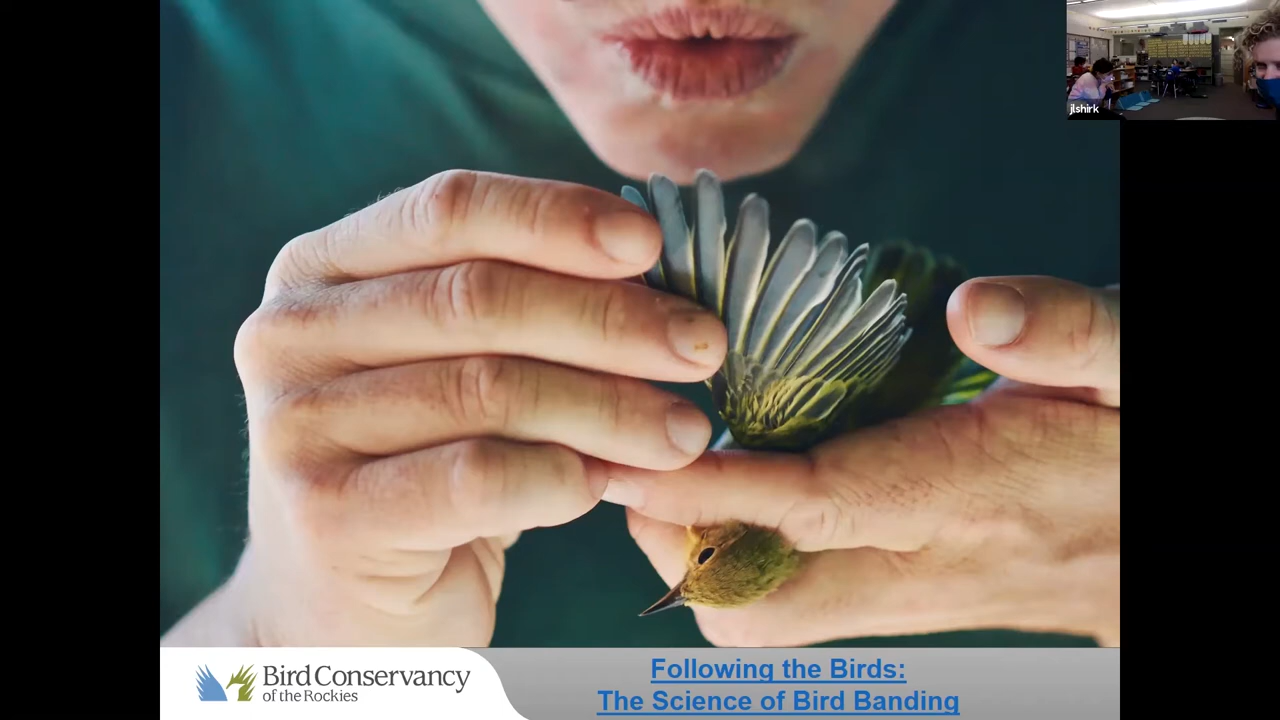 jlshirk
Bird Conservancy
of the Rockies
Following the Birds:
The Science of Bird Banding